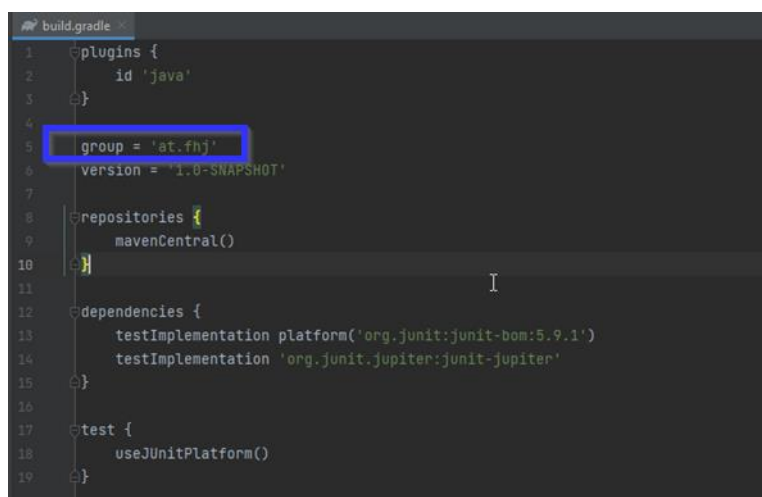 build.gradle
1 plugins {
2 id 'java'
3 }
4
5 group = 'at.fhj'
6 version = '1.0-SNAPSHOT'
7
8 repositories {
9 mavenCentral()
10 }
11
12 dependencies {
13 testImplementation platform('org.junit:junit-bom:5.9.1')
14 testImplementation 'org.junit.jupiter:junit-jupiter'
15 }
16
17 test {
18 useJUnitPlatform()
19 }